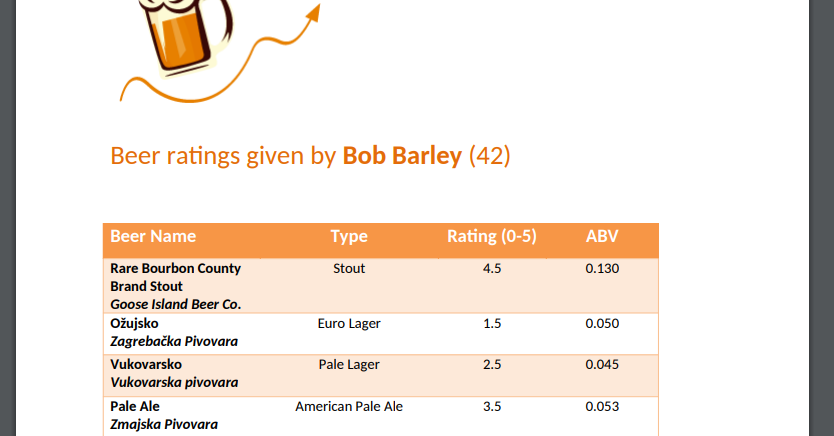 Beer ratings given by Bob Barley (42)
Beer Name Type Rating (0-5) ABV
Rare Bourbon County Stout 4.5 0.130
Brand Stout
Goose Island Beer Co.
Ožujsko Euro Lager 1.5 0.050
Zagrebačka Pivovara
Vukovarsko Pale Lager 2.5 0.045
Vukovarska pivovara
Pale Ale American Pale Ale 3.5 0.053
Zmajska Pivovara